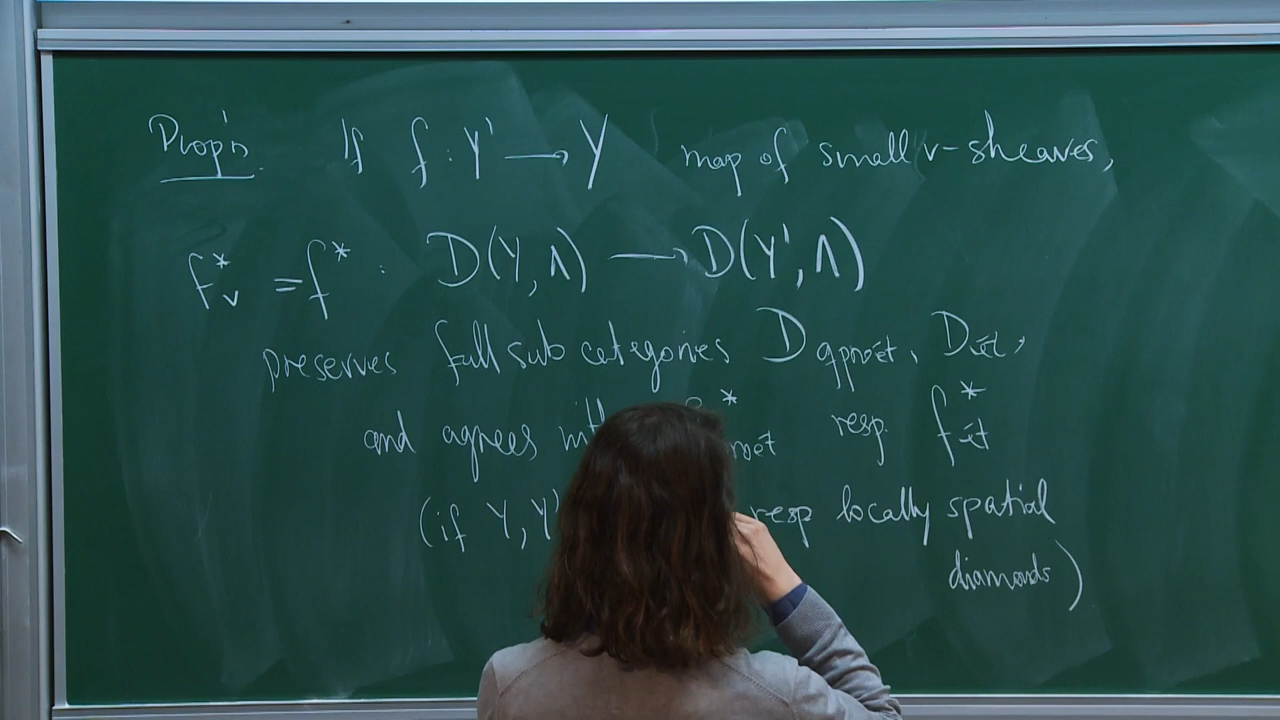 Prop'n. If f : Y' → Y map of small v-sheaves,
f*_v = f* : D(Y, Λ) → D(Y', Λ)
preserves full subcategories D_qproét, D_ét,
and agrees with * resp. f*_ét
(if Y, Y' resp locally spatial
diamonds)